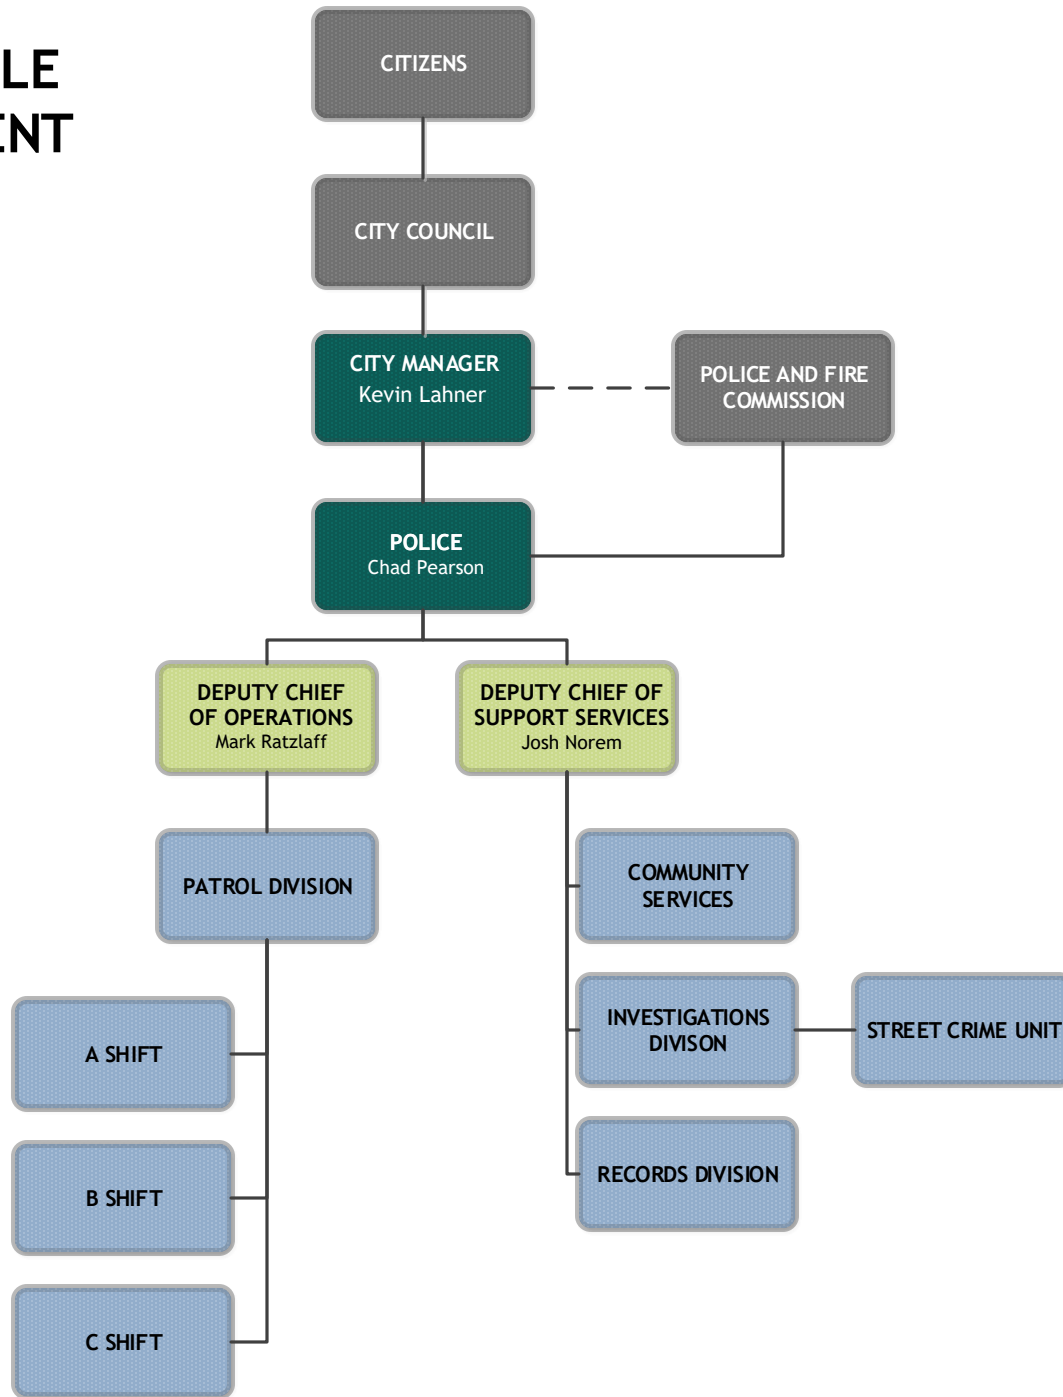 LE
ENT
CITIZENS
CITY COUNCIL
CITY MANAGER
Kevin Lahner
POLICE AND FIRE
COMMISSION
POLICE
Chad Pearson
DEPUTY CHIEF
OF OPERATIONS
Mark Ratzlaff
DEPUTY CHIEF OF
SUPPORT SERVICES
Josh Norem
PATROL DIVISION
COMMUNITY
SERVICES
A SHIFT
INVESTIGATIONS
DIVISON
STREET CRIME UNIT
B SHIFT
RECORDS DIVISION
C SHIFT